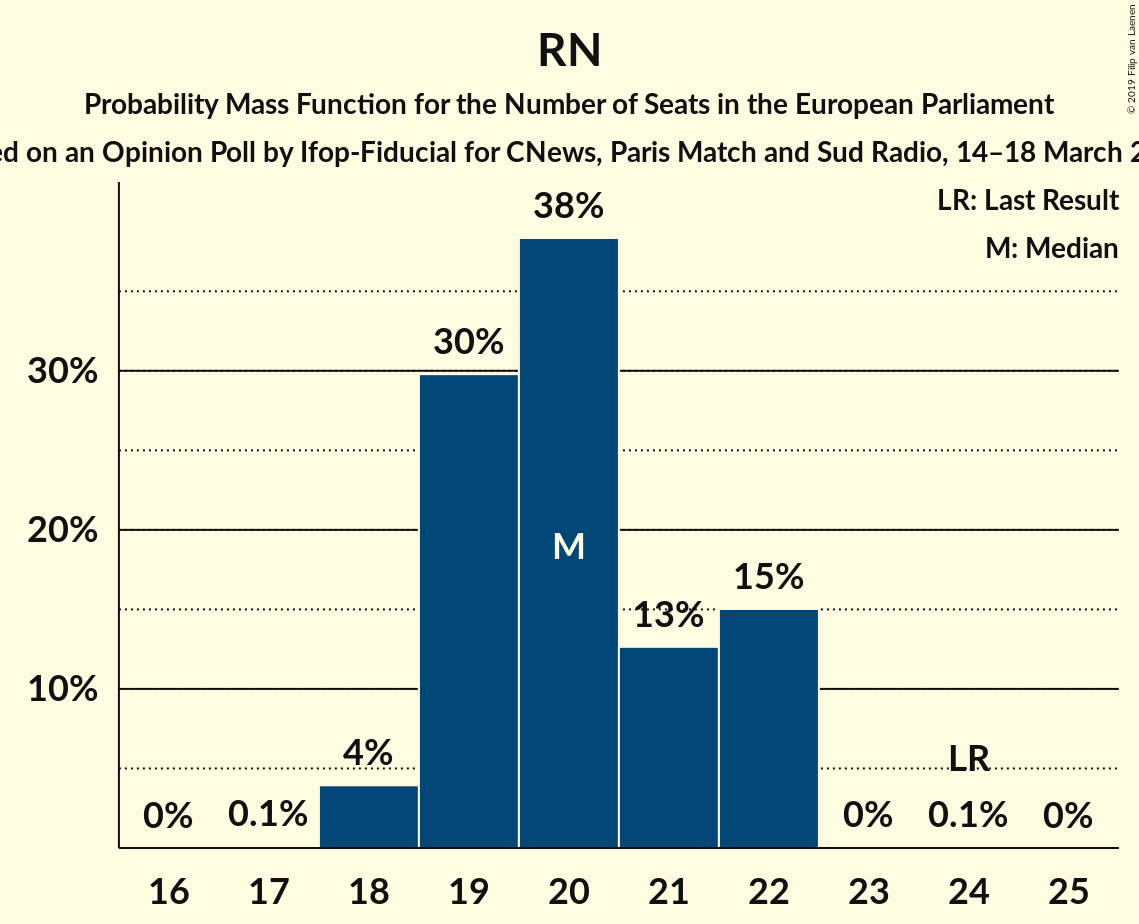 RN
Probability Mass Function for the Number of Seats in the European Parliament
ed on an Opinion Poll by Ifop-Fiducial for CNews, Paris Match and Sud Radio, 14–18 March 2
© 2019 Filip van Laenen
LR: Last Result
M: Median
38%
30%
30%
20%
M
15%
13%
10%
4%
LR
0%
0.1%
0%
0.1%
0%
16 17 18 19 20 21 22 23 24 25